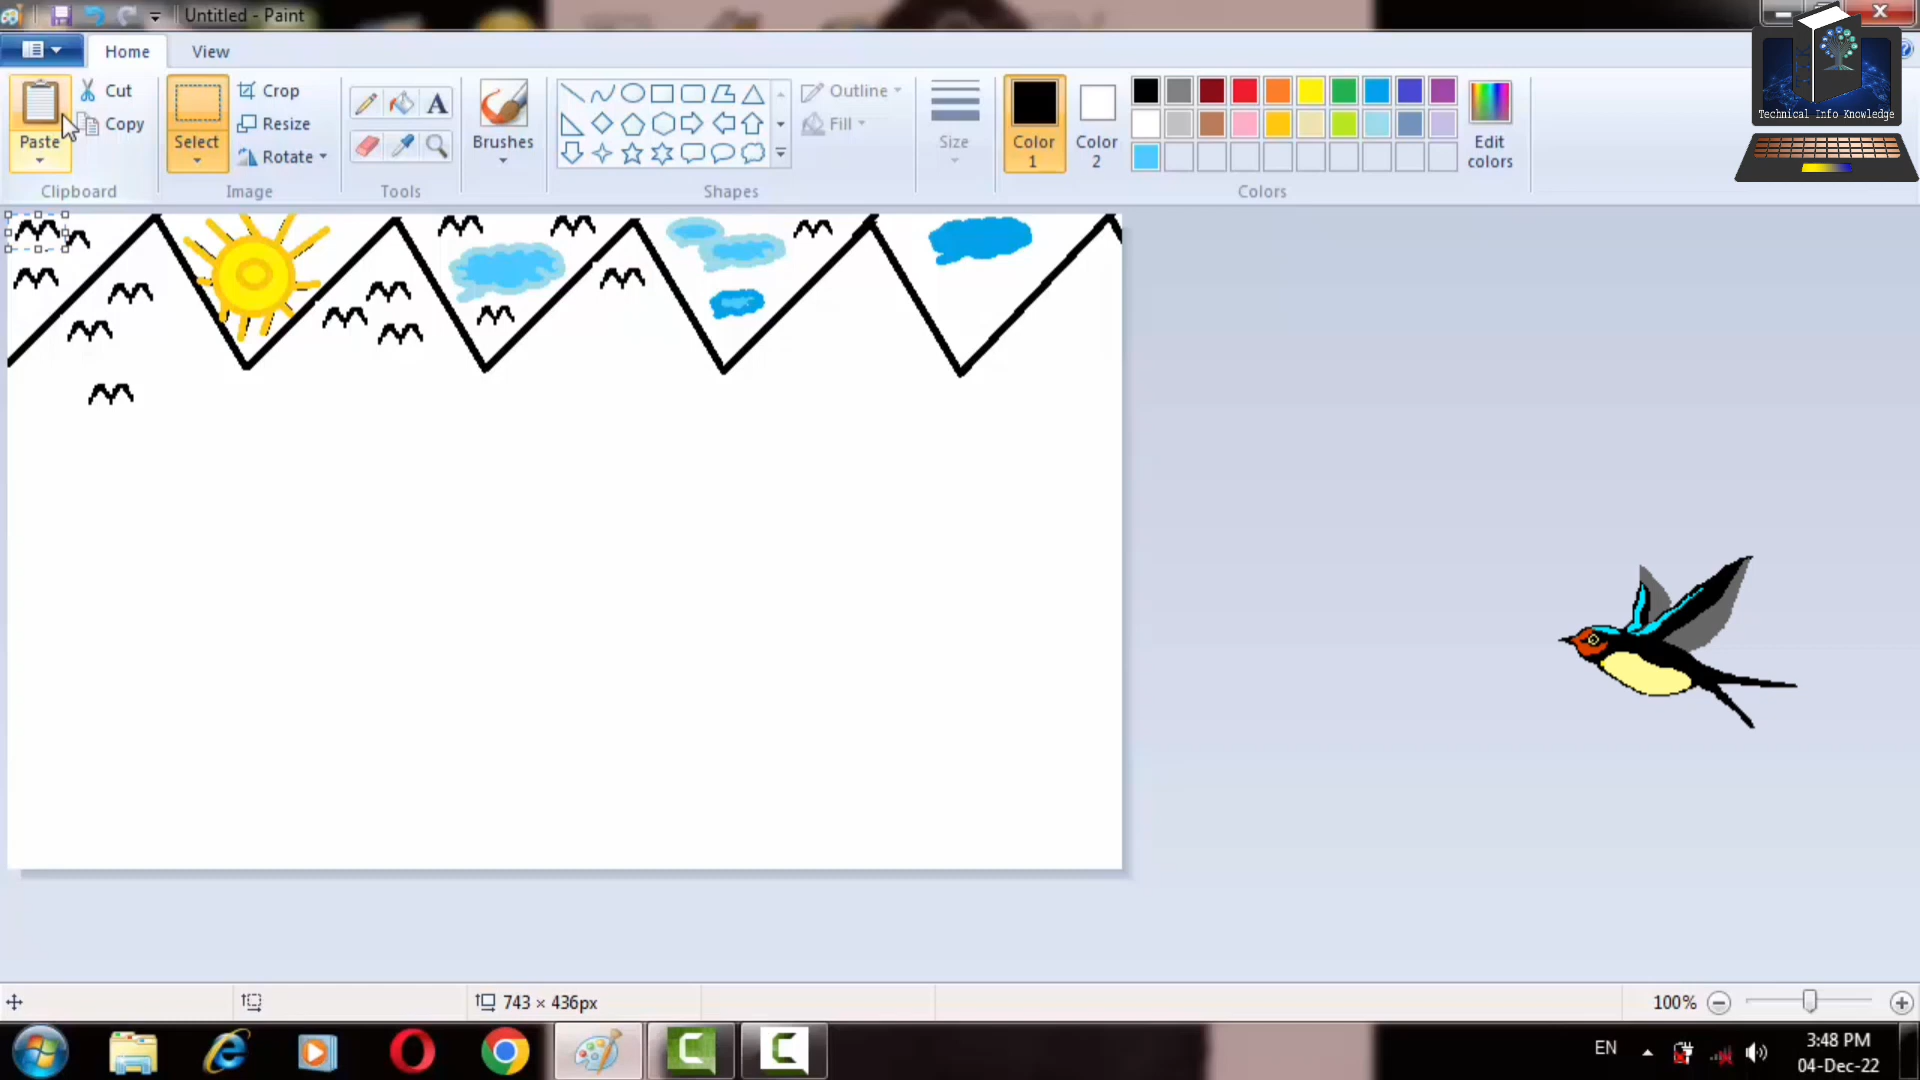 Untitled - Paint
Home View
Cut Crop Outline
Copy Resize Fill
Paste Select Rotate Brushes Size Color 1 Color 2 Edit colors
Clipboard Image Tools Shapes Colors
Technical Info Knowledge
743 × 436px 100%
EN 3:48 PM
04-Dec-22